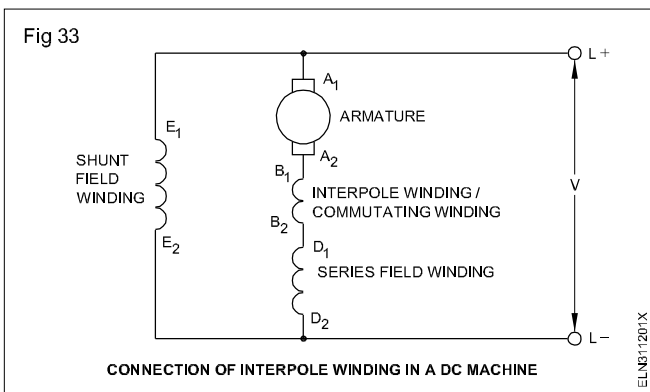 Fig 33
L +
A1
ARMATURE
E1
SHUNT
FIELD
WINDING
E2
A2
B1
INTERPOLE WINDING /
COMMUTATING WINDING
B2
V
D1
SERIES FIELD WINDING
D2
L −
CONNECTION OF INTERPOLE WINDING IN A DC MACHINE
ELN311201X